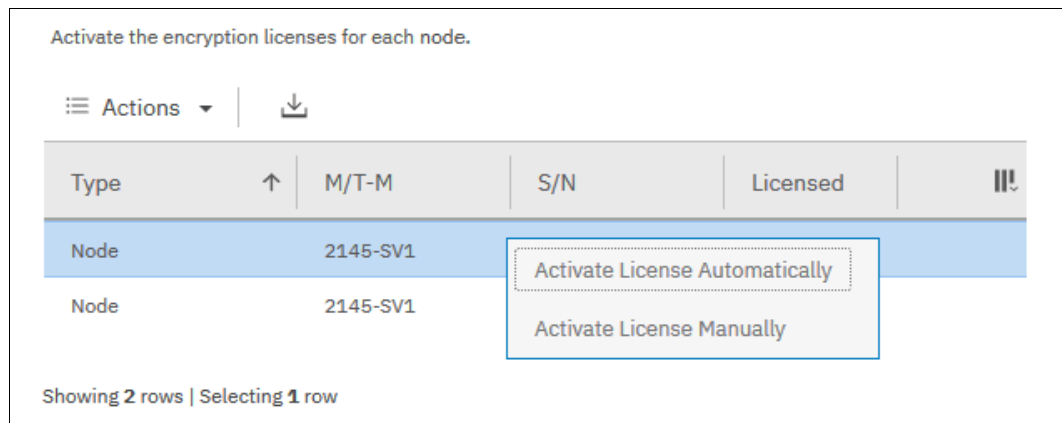 Activate the encryption licenses for each node.
Actions
Type M/T-M S/N Licensed
Node 2145-SV1
Activate License Automatically
Node 2145-SV1
Activate License Manually
Showing 2 rows | Selecting 1 row